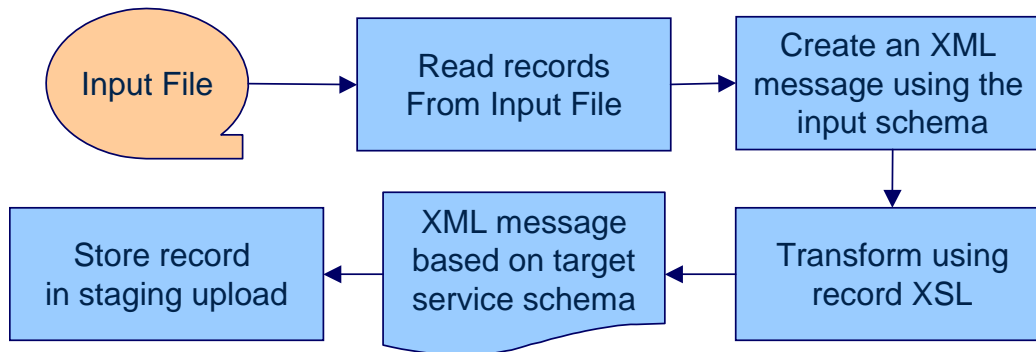 Input File
Read records
From Input File
Create an XML
message using the
input schema
Transform using
record XSL
XML message
based on target
service schema
Store record
in staging upload